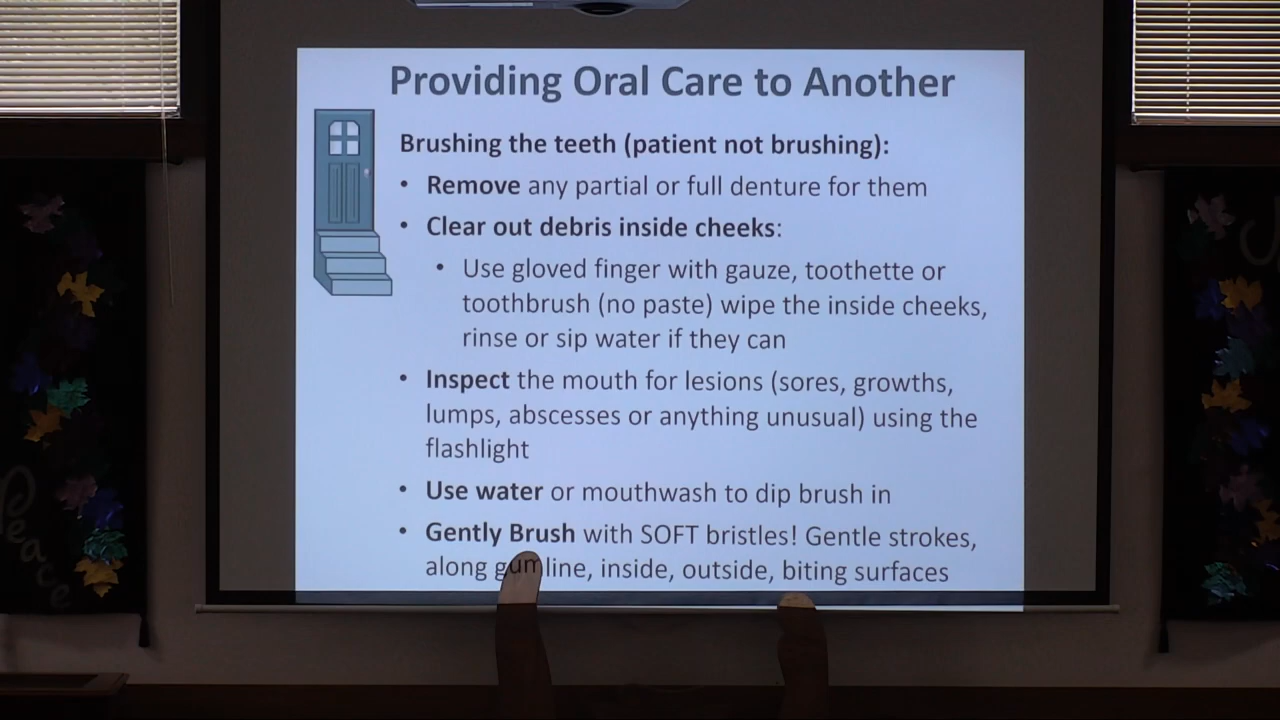 Providing Oral Care to Another
Brushing the teeth (patient not brushing):
• Remove any partial or full denture for them
• Clear out debris inside cheeks:
• Use gloved finger with gauze, toothette or
toothbrush (no paste) wipe the inside cheeks,
rinse or sip water if they can
• Inspect the mouth for lesions (sores, growths,
lumps, abscesses or anything unusual) using the
flashlight
• Use water or mouthwash to dip brush in
• Gently Brush with SOFT bristles! Gentle strokes,
along gumline, inside, outside, biting surfaces
Peace